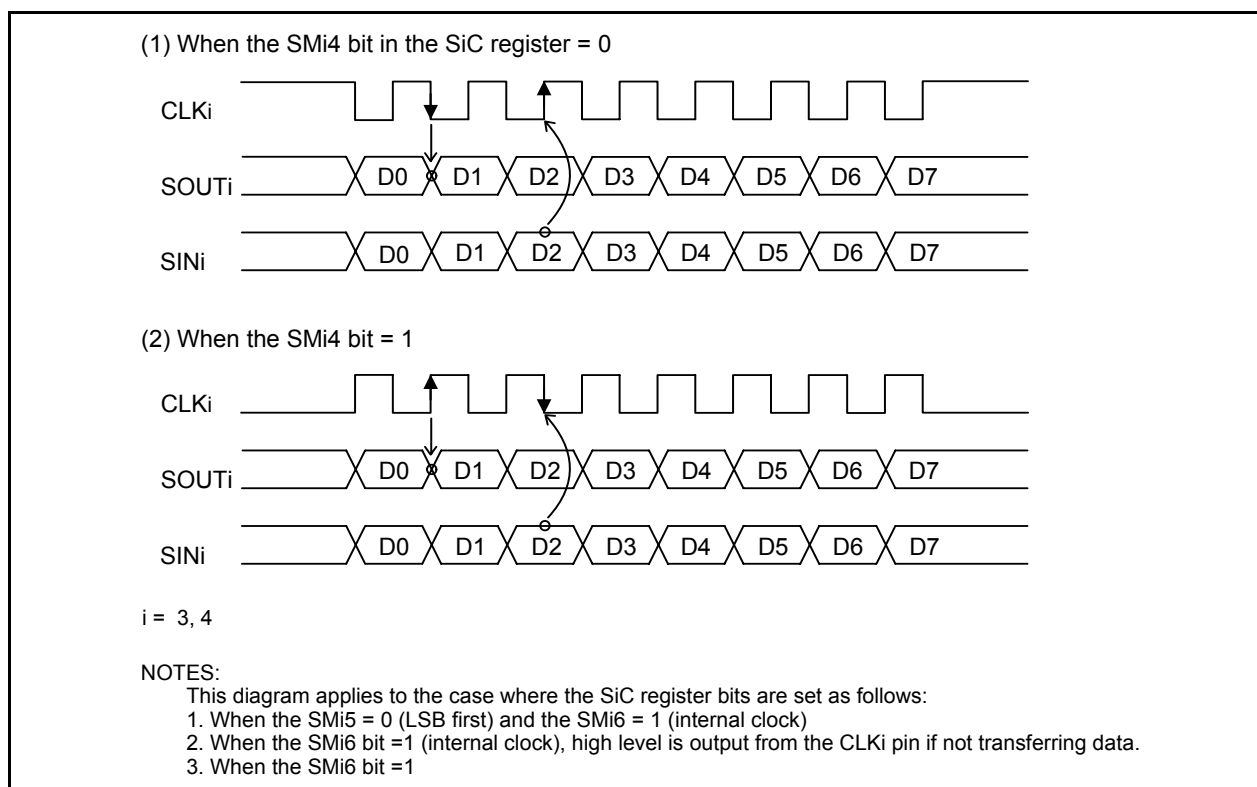 (1) When the SMi4 bit in the SiC register = 0
CLKi
SOUTi D0 D1 D2 D3 D4 D5 D6 D7
SINi D0 D1 D2 D3 D4 D5 D6 D7
(2) When the SMi4 bit = 1
CLKi
SOUTi D0 D1 D2 D3 D4 D5 D6 D7
SINi D0 D1 D2 D3 D4 D5 D6 D7
i = 3, 4
NOTES:
This diagram applies to the case where the SiC register bits are set as follows:
1. When the SMi5 = 0 (LSB first) and the SMi6 = 1 (internal clock)
2. When the SMi6 bit =1 (internal clock), high level is output from the CLKi pin if not transferring data.
3. When the SMi6 bit =1